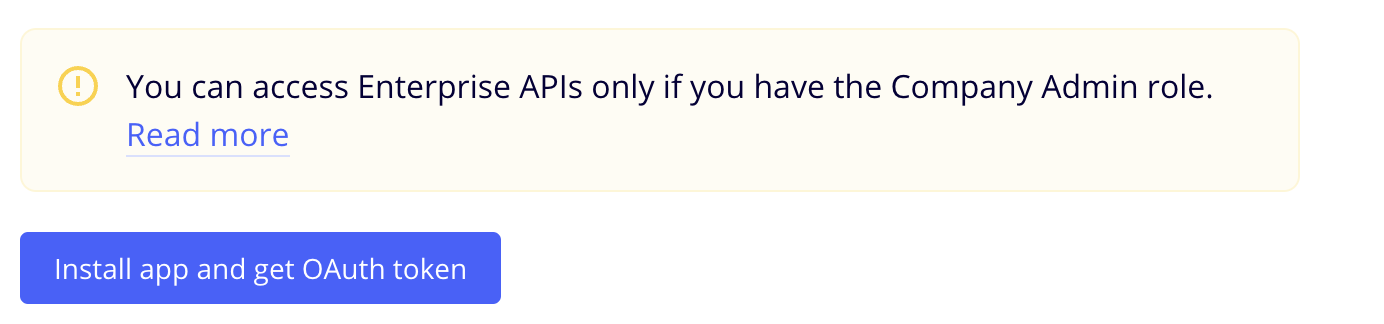 You can access Enterprise APIs only if you have the Company Admin role.
Read more
Install app and get OAuth token